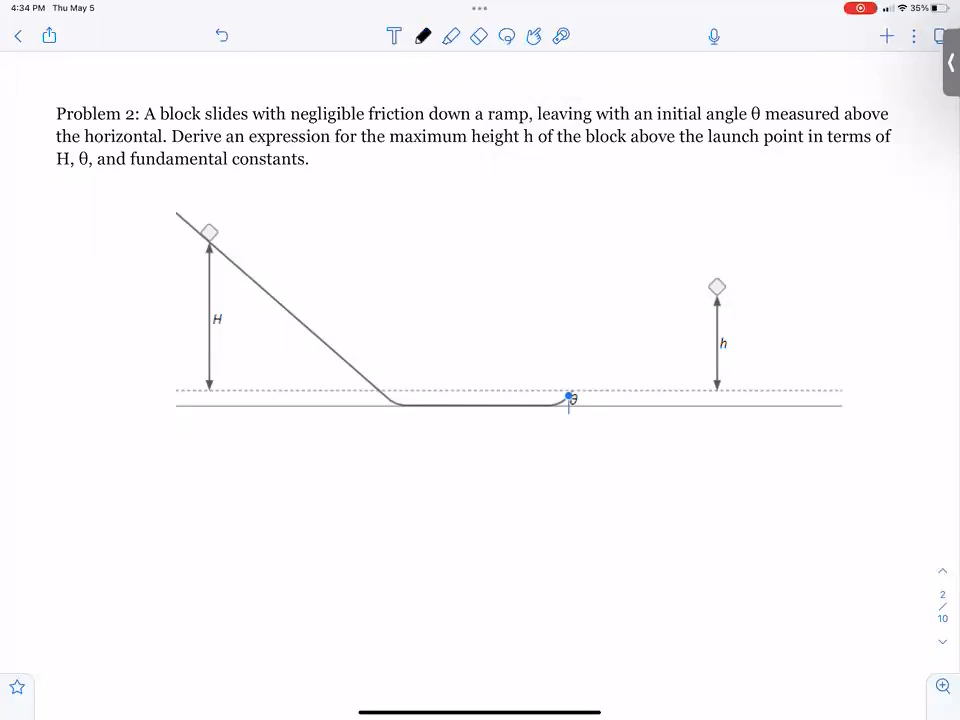 4:34 PM Thu May 5
35%
Problem 2: A block slides with negligible friction down a ramp, leaving with an initial angle θ measured above
the horizontal. Derive an expression for the maximum height h of the block above the launch point in terms of
H, θ, and fundamental constants.
H
h
θ
2
/
10